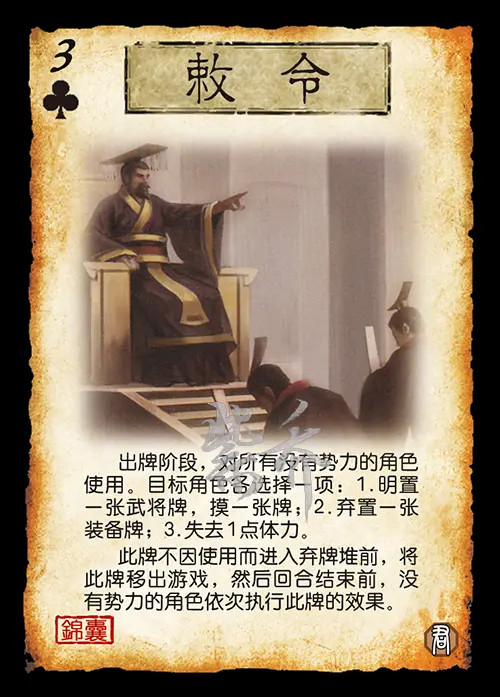 3
敕令
出牌阶段，对所有没有势力的角色
使用。目标角色各选择一项：1.明置
一张武将牌，摸一张牌；2.弃置一张
装备牌；3.失去1点体力。
此牌不因使用而进入弃牌堆前，将
此牌移出游戏，然后回合结束前，没
有势力的角色依次执行此牌的效果。
錦囊
君